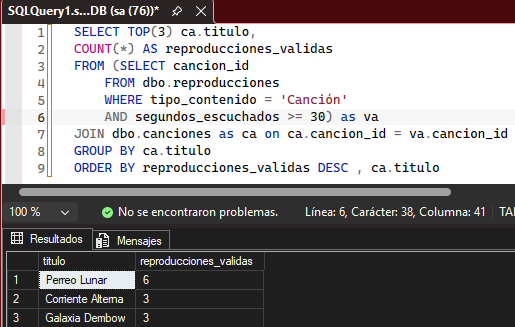 SQLQuery1.s...DB (sa (76))*
1 SELECT TOP(3) ca.titulo,
2 COUNT(*) AS reproducciones_validas
3 FROM (SELECT cancion_id
4 FROM dbo.reproducciones
5 WHERE tipo_contenido = 'Canción'
6 AND segundos_escuchados >= 30) as va
7 JOIN dbo.canciones as ca on ca.cancion_id = va.cancion_id
8 GROUP BY ca.titulo
9 ORDER BY reproducciones_validas DESC , ca.titulo
100 % No se encontraron problemas. Línea: 6, Carácter: 38, Columna: 41 TA
Resultados Mensajes
titulo reproducciones_validas
1 Perreo Lunar 6
2 Corriente Alterna 3
3 Galaxia Dembow 3